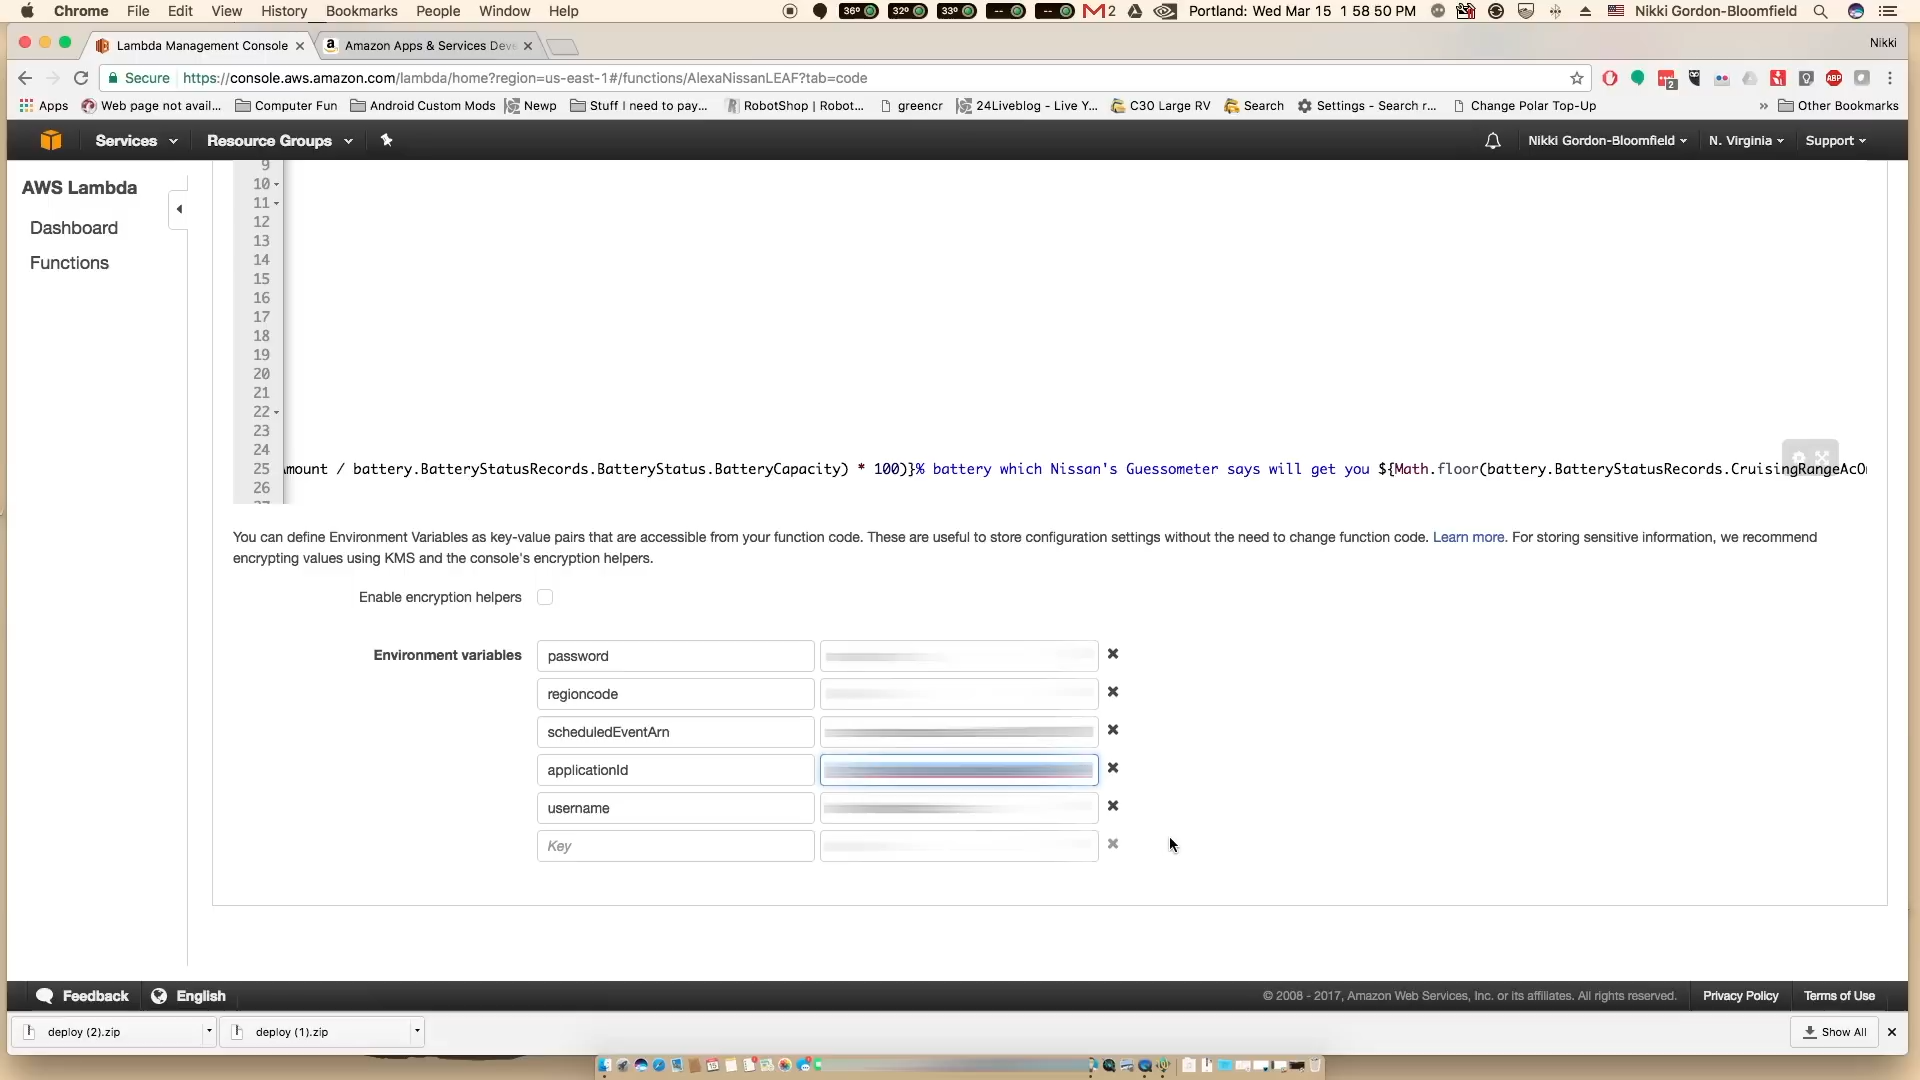 Chrome File Edit View History Bookmarks People Window Help 36° 32° 33° -- -- 2 Portland: Wed Mar 15 1 58 50 PM Nikki Gordon-Bloomfield
Lambda Management Console Amazon Apps & Services Dev Nikki
Secure https://console.aws.amazon.com/lambda/home?region=us-east-1#/functions/AlexaNissanLEAF?tab=code
Apps Web page not avail... Computer Fun Android Custom Mods Newp Stuff I need to pay... RobotShop | Robot... greencr 24Liveblog - Live Y... C30 Large RV Search Settings - Search r... Change Polar Top-Up » Other Bookmarks
Services Resource Groups Nikki Gordon-Bloomfield N. Virginia Support
AWS Lambda
Dashboard
Functions
9
10
11
12
13
14
15
16
17
18
19
20
21
22
23
24
25 Amount / battery.BatteryStatusRecords.BatteryStatus.BatteryCapacity) * 100)}% battery which Nissan's Guessometer says will get you ${Math.floor(battery.BatteryStatusRecords.CruisingRangeAcO
26
27
You can define Environment Variables as key-value pairs that are accessible from your function code. These are useful to store configuration settings without the need to change function code. Learn more. For storing sensitive information, we recommend
encrypting values using KMS and the console's encryption helpers.
Enable encryption helpers
Environment variables password
regioncode
scheduledEventArn
applicationId
username
Key
Feedback English © 2008 - 2017, Amazon Web Services, Inc. or its affiliates. All rights reserved. Privacy Policy Terms of Use
deploy (2).zip deploy (1).zip Show All